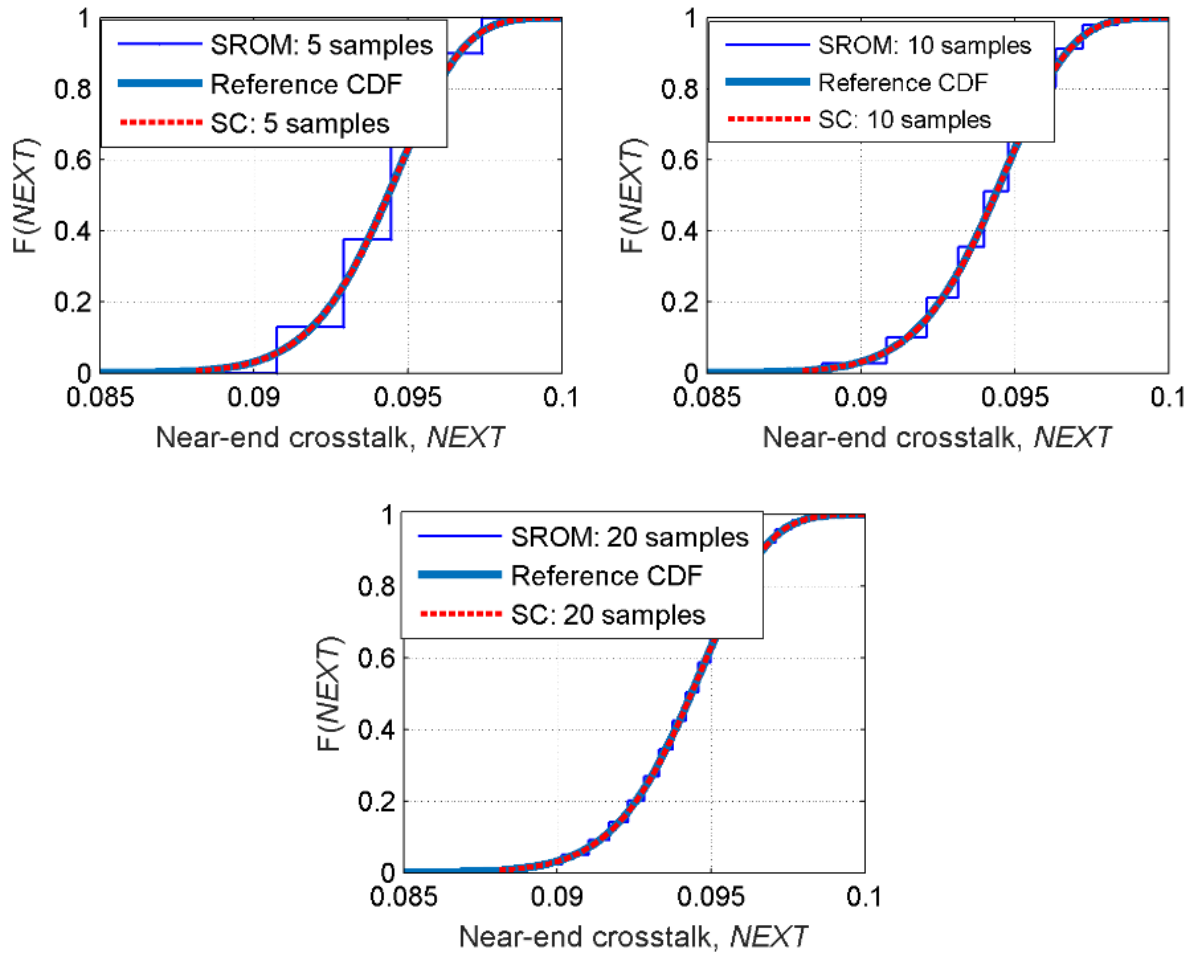 1
0.8
0.6
0.4
0.2
0
F(NEXT)
SROM: 5 samples
Reference CDF
SC: 5 samples
0.085
0.09
0.095
0.1
Near-end crosstalk, NEXT
1
0.8
0.6
0.4
0.2
0
F(NEXT)
SROM: 10 samples
Reference CDF
SC: 10 samples
0.085
0.09
0.095
0.1
Near-end crosstalk, NEXT
1
0.8
0.6
0.4
0.2
0
F(NEXT)
SROM: 20 samples
Reference CDF
SC: 20 samples
0.085
0.09
0.095
0.1
Near-end crosstalk, NEXT